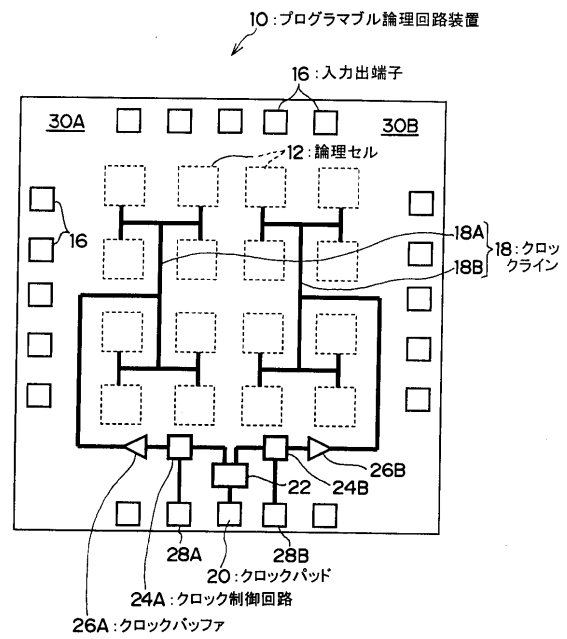 10:プログラマブル論理回路装置
16:入力出端子
30A
30B
12:論理セル
16
18A
18B
18:クロッ
クライン
22
24B
26B
28A
28B
20:クロックパッド
24A:クロック制御回路
26A:クロックバッファ